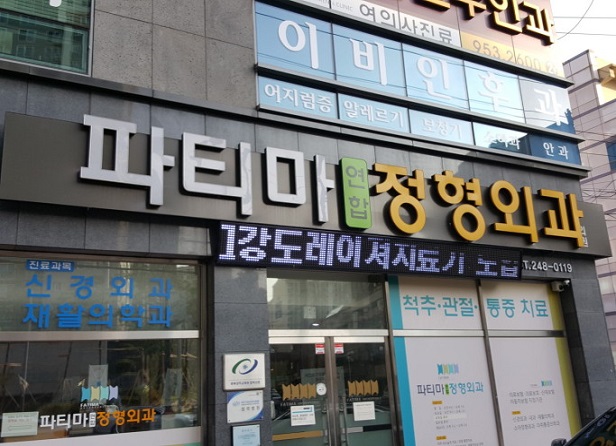 여의사진료
953.2600
이비인후과
어지럼증 알레르기 보청기 안과
파티마 연합 정형외과
고강도레이저치료기 도입
T.248-0119
진료과목
신경외과
재활의학과
척추·관절·통증 치료
파티마 정형외과
파티마 정형외과